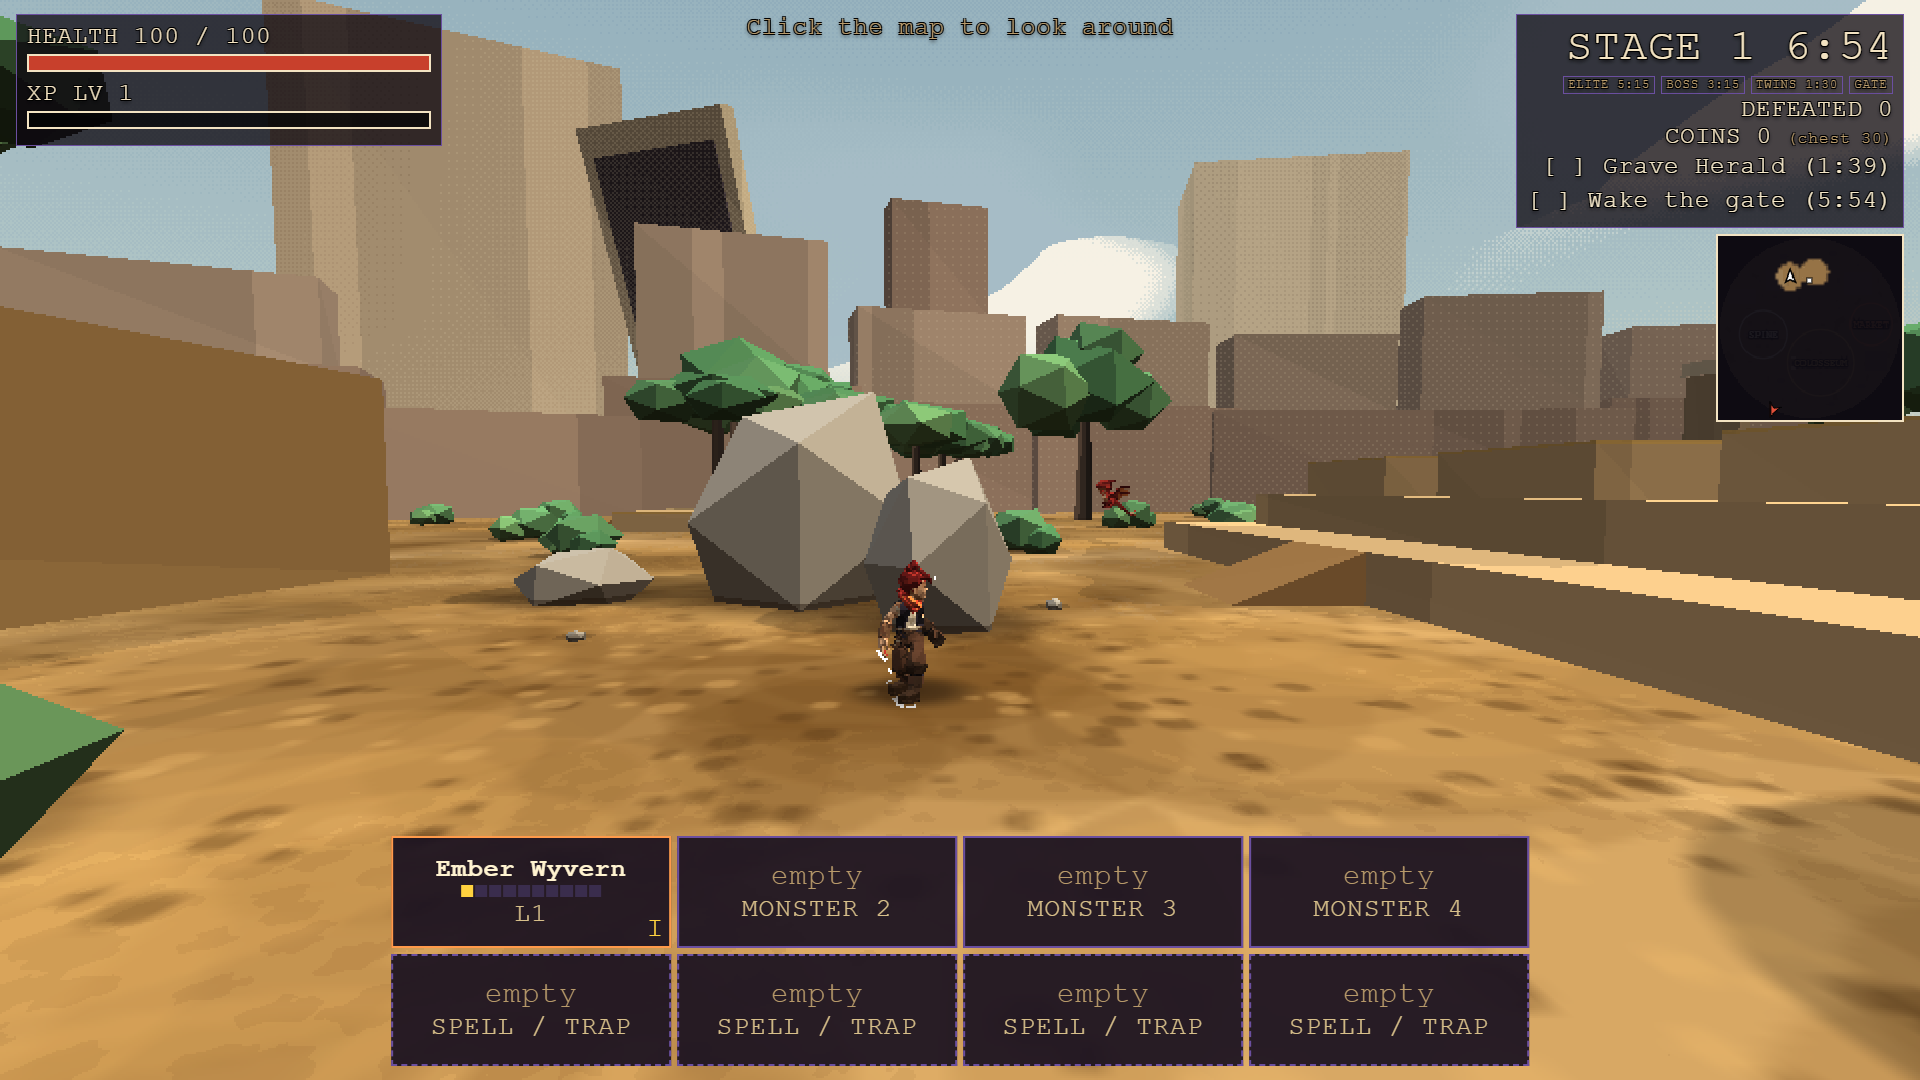 HEALTH 100 / 100
XP LV 1
Click the map to look around
STAGE 1 6:54
ELITE 5:15 BOSS 3:15 TWINS 1:30 GATE
DEFEATED 0
COINS 0 (chest 30)
[ ] Grave Herald (1:39)
[ ] Wake the gate (5:54)
Ember Wyvern
L1
I
empty
MONSTER 2
empty
MONSTER 3
empty
MONSTER 4
empty
SPELL / TRAP
empty
SPELL / TRAP
empty
SPELL / TRAP
empty
SPELL / TRAP